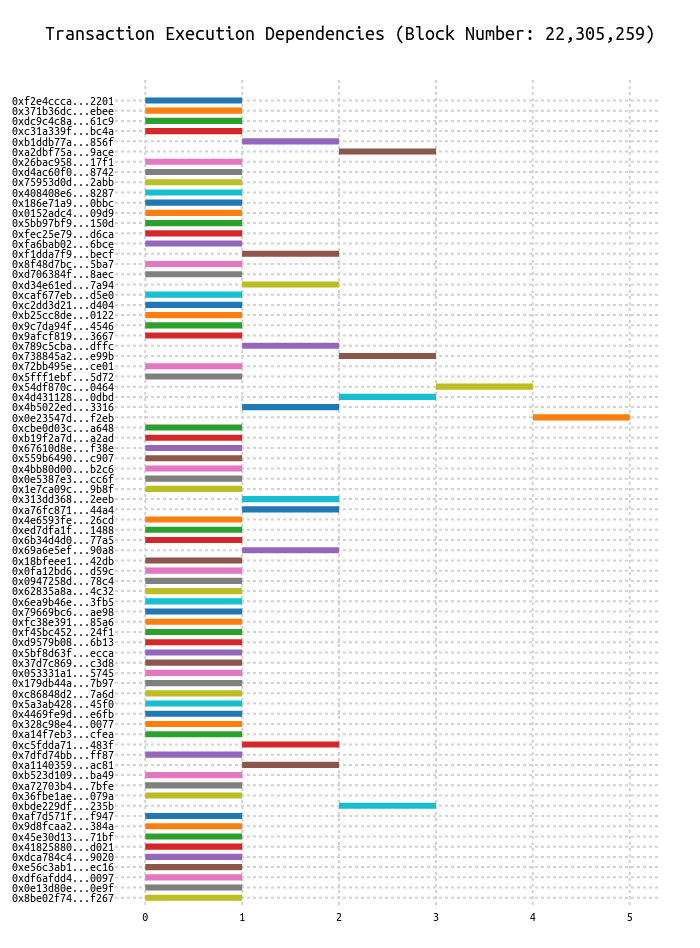 Transaction Execution Dependencies (Block Number: 22,305,259)
0xf2e4ccca...2201
0x371b36dc...ebee
0xdc9c4c8a...61c9
0xc31a339f...bc4a
0xb1ddb77a...856f
0xa2dbf75a...9ace
0x26bac958...17f1
0xd4ac60f0...8742
0x75953d0d...2abb
0x408408e6...8287
0x186e71a9...0bbc
0x0152adc4...09d9
0x5bb97bf9...150d
0xfec25e79...d6ca
0xfa6bab02...6bce
0xf1dda7f9...becf
0x8f48d7bc...5ba7
0xd706384f...8aec
0xd34e61ed...7a94
0xcaf677eb...d5e0
0xc2dd3d21...d404
0xb25cc8de...0122
0x9c7da94f...4546
0x9afcf819...3667
0x789c5cba...dffc
0x738845a2...e99b
0x72bb495e...ce01
0x5fff1ebf...5d72
0x54df870c...0464
0x4d431128...0dbd
0x4b5022ed...3316
0x0e23547d...f2eb
0xcbe0d03c...a648
0xb19f2a7d...a2ad
0x67610d8e...f38e
0x559b6490...c907
0x4bb80d00...b2c6
0x0e5387e3...cc6f
0x1e7ca09c...9b8f
0x313dd368...2eeb
0xa76fc871...44a4
0x4e6593fe...26cd
0xed7dfa1f...1488
0x6b34d4d0...77a5
0x69a6e5ef...90a8
0x18bfeee1...42db
0x0fa12bd6...d59c
0x0947258d...78c4
0x62835a8a...4c32
0x6ea9b46e...3fb5
0x79669bc6...ae98
0xfc38e391...85a6
0xf45bc452...24f1
0xd9579b08...6b13
0x5bf8d63f...ecca
0x37d7c869...c3d8
0x053331a1...5745
0x179db44a...7b97
0xc86848d2...7a6d
0x5a3ab428...45f0
0x4469fe9d...e6fb
0x328c98e4...0077
0xa14f7eb3...cfea
0xc5fdda71...483f
0x7dfd74bb...ff87
0xa1140359...ac81
0xb523d109...ba49
0xa72703b4...7bfe
0x36fbe1ae...079a
0xbde229df...235b
0xaf7d571f...f947
0x9d8fcaa2...384a
0x45e30d13...71bf
0x41825880...d021
0xdca784c4...9020
0xe56c3ab1...ec16
0xdf6afdd4...0097
0x0e13d80e...0e9f
0x8be02f74...f267
0 1 2 3 4 5